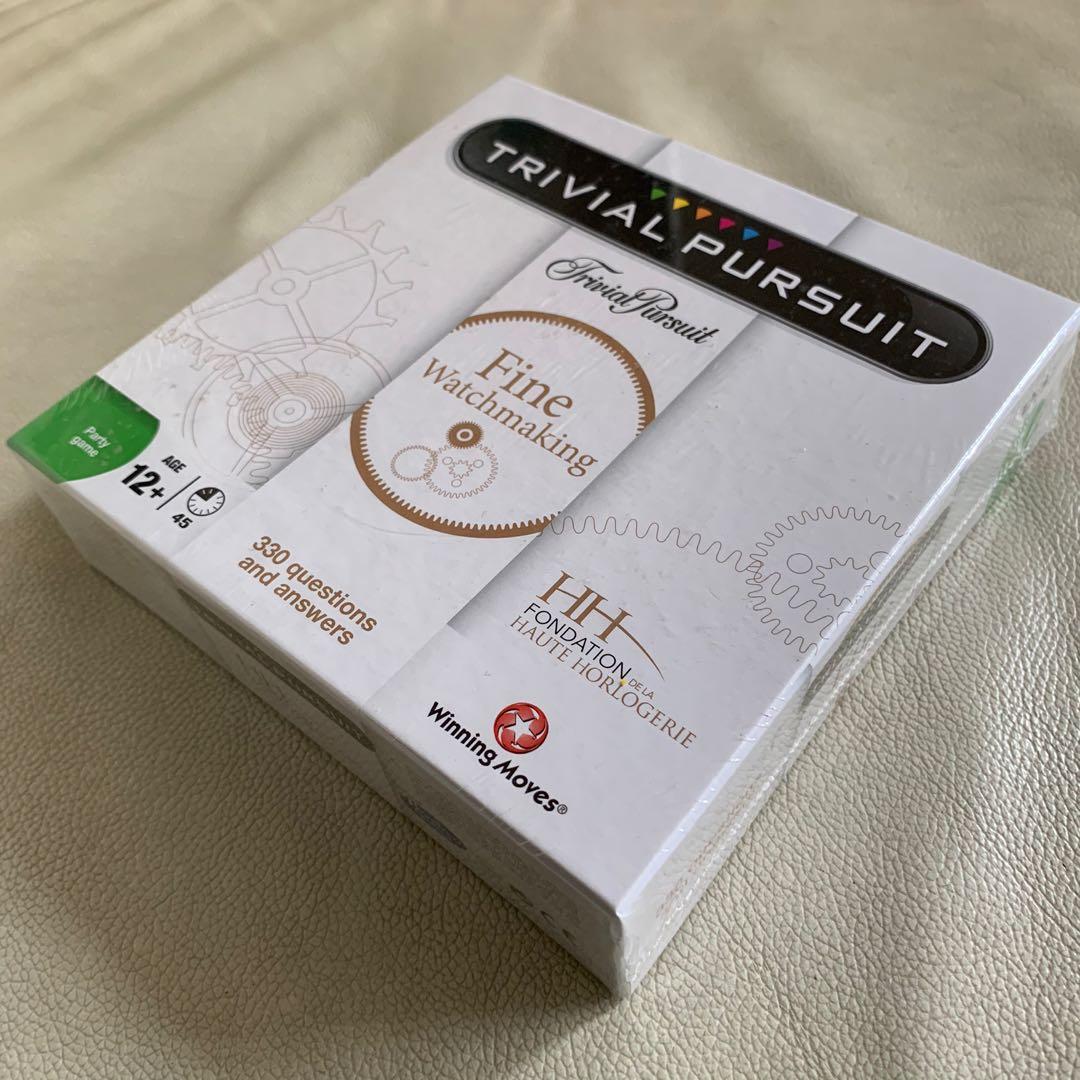 TRIVIAL PURSUIT
Trivial Pursuit
Fine
Watchmaking
Party
game
AGE
12+
45
330 questions
and answers
HH
FONDATION
DE LA
HAUTE HORLOGERIE
Winning Moves®